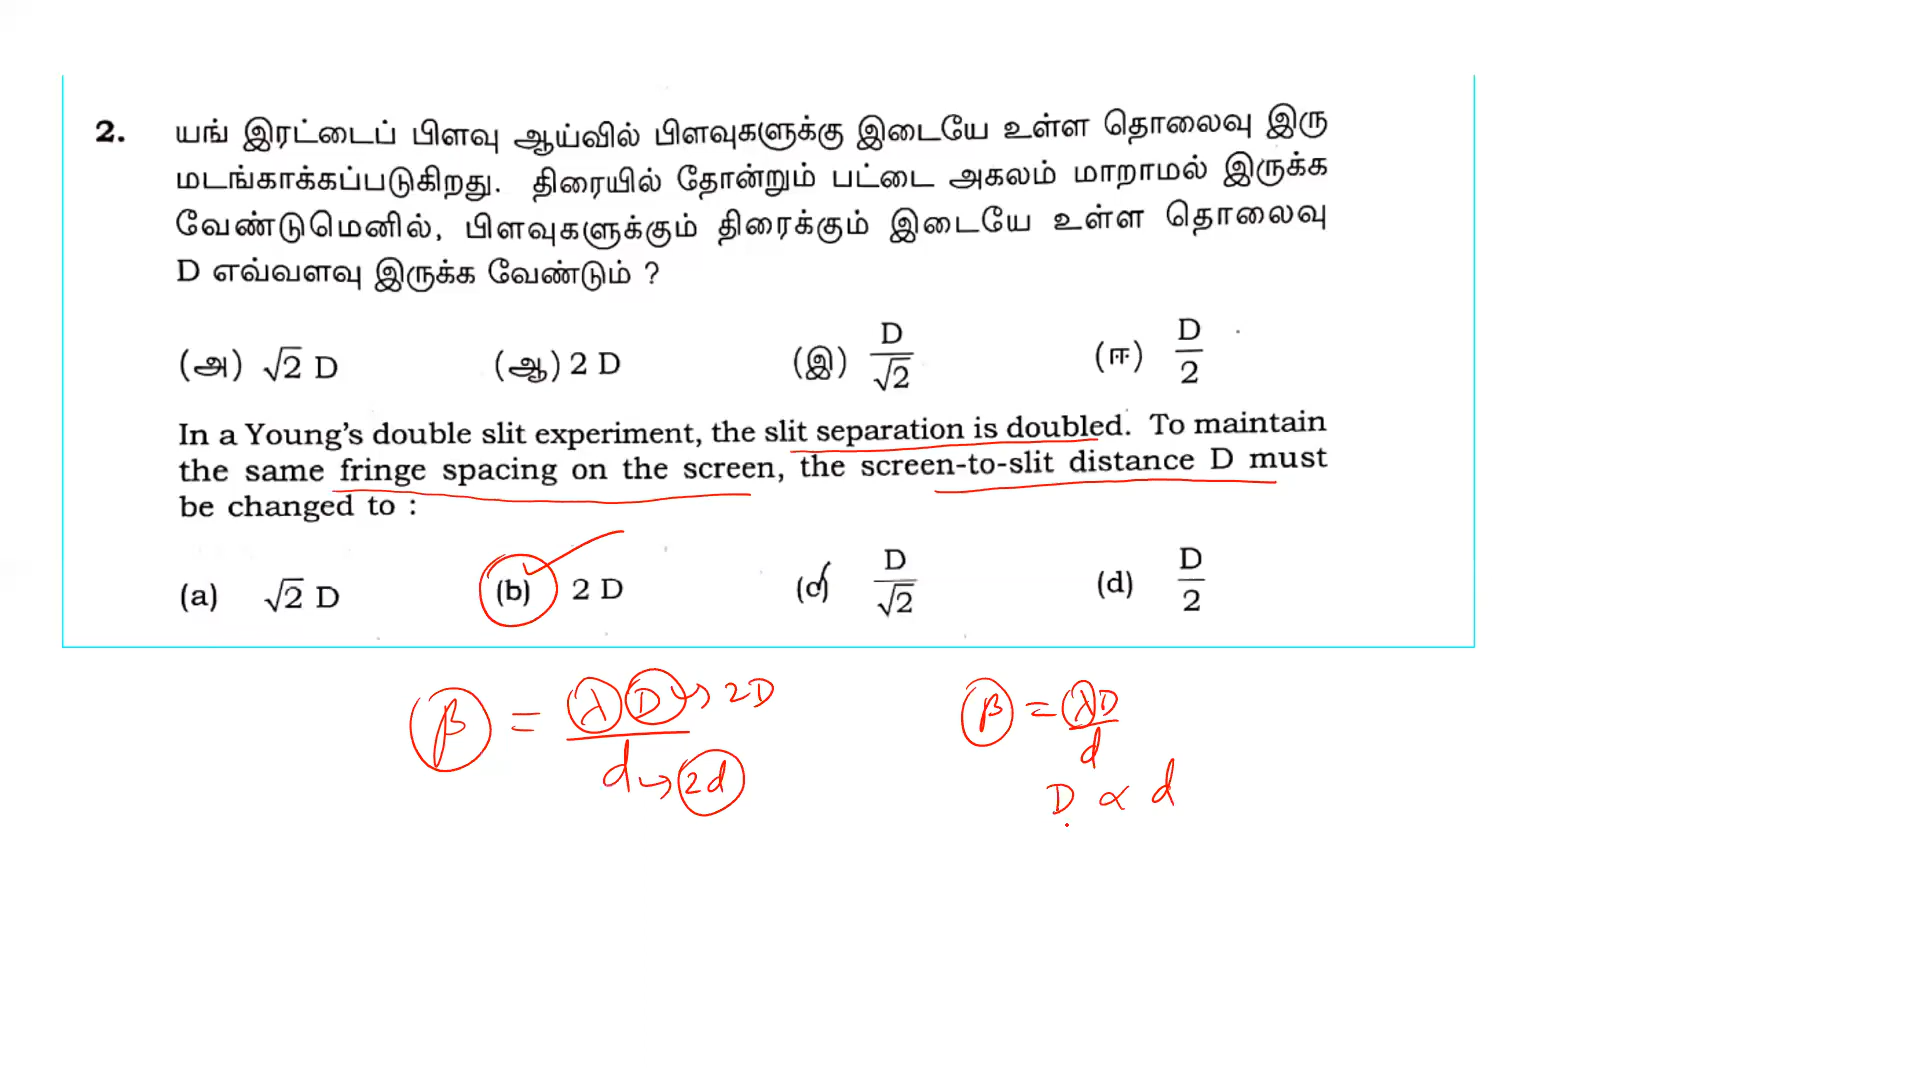 2. யங் இரட்டைப் பிளவு ஆய்வில் பிளவுகளுக்கு இடையே உள்ள தொலைவு இரு
மடங்காக்கப்படுகிறது. திரையில் தோன்றும் பட்டை அகலம் மாறாமல் இருக்க
வேண்டுமெனில், பிளவுகளுக்கும் திரைக்கும் இடையே உள்ள தொலைவு
D எவ்வளவு இருக்க வேண்டும் ?
(அ) √2 D (ஆ) 2 D (இ) D/√2 (ஈ) D/2
In a Young's double slit experiment, the slit separation is doubled. To maintain
the same fringe spacing on the screen, the screen-to-slit distance D must
be changed to :
(a) √2 D (b) 2 D (c) D/√2 (d) D/2
β = λD→2D / d→2d
β = λD/d
D ∝ d